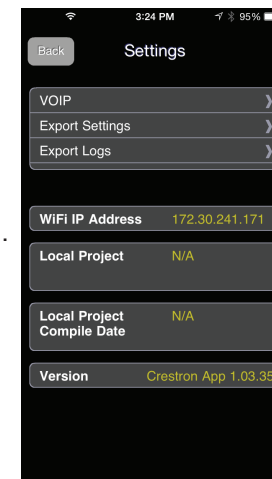 3:24 PM 95%
Back Settings
VOIP
Export Settings
Export Logs
WiFi IP Address 172.30.241.171
.
Local Project N/A
Local Project N/A
Compile Date
Version Crestron App 1.03.35